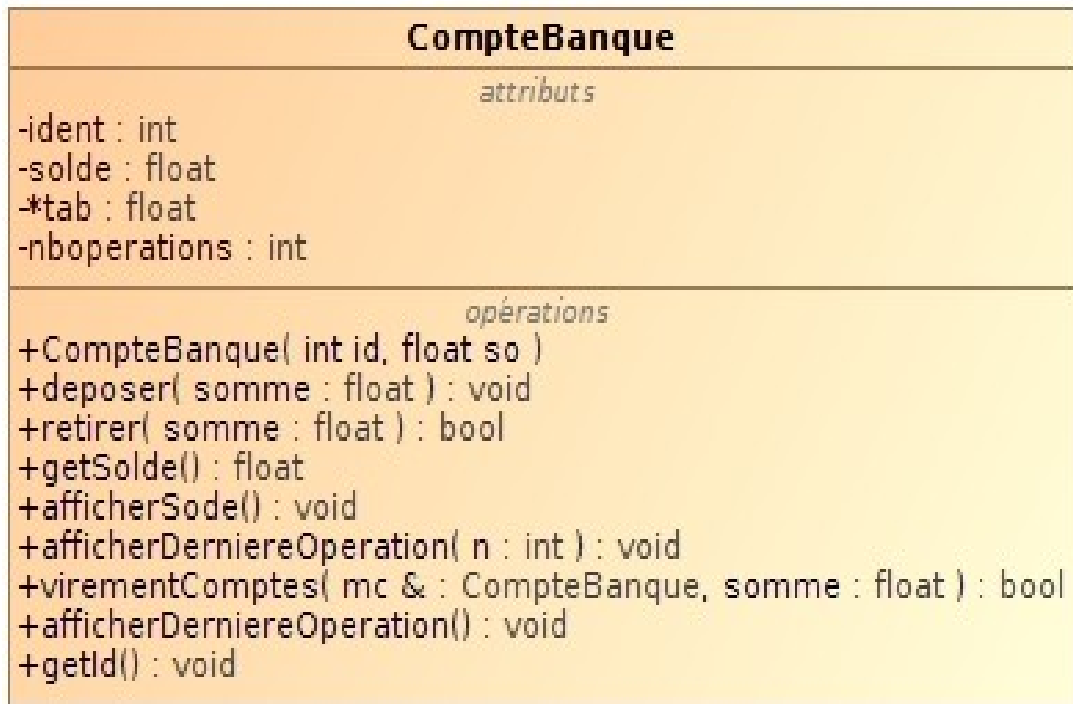 CompteBanque
attributs
-ident : int
-solde : float
-*tab : float
-nboperations : int
opérations
+CompteBanque( int id, float so )
+deposer( somme : float ) : void
+retirer( somme : float ) : bool
+getSolde() : float
+afficherSode() : void
+afficherDerniereOperation( n : int ) : void
+virementComptes( mc & : CompteBanque, somme : float ) : bool
+afficherDerniereOperation() : void
+getId() : void